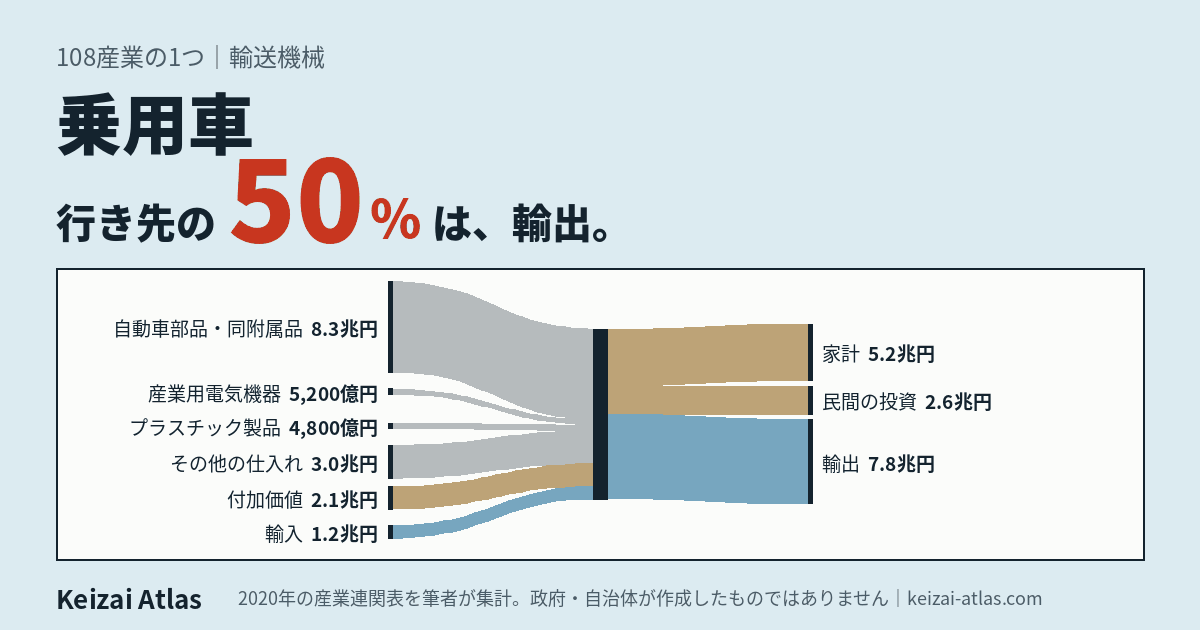 108産業の1つ｜輸送機械
乗用車
行き先の 50% は、輸出。
自動車部品・同附属品 8.3兆円
産業用電気機器 5,200億円
プラスチック製品 4,800億円
その他の仕入れ 3.0兆円
付加価値 2.1兆円
輸入 1.2兆円
家計 5.2兆円
民間の投資 2.6兆円
輸出 7.8兆円
Keizai Atlas
2020年の産業連関表を筆者が集計。政府・自治体が作成したものではありません｜keizai-atlas.com